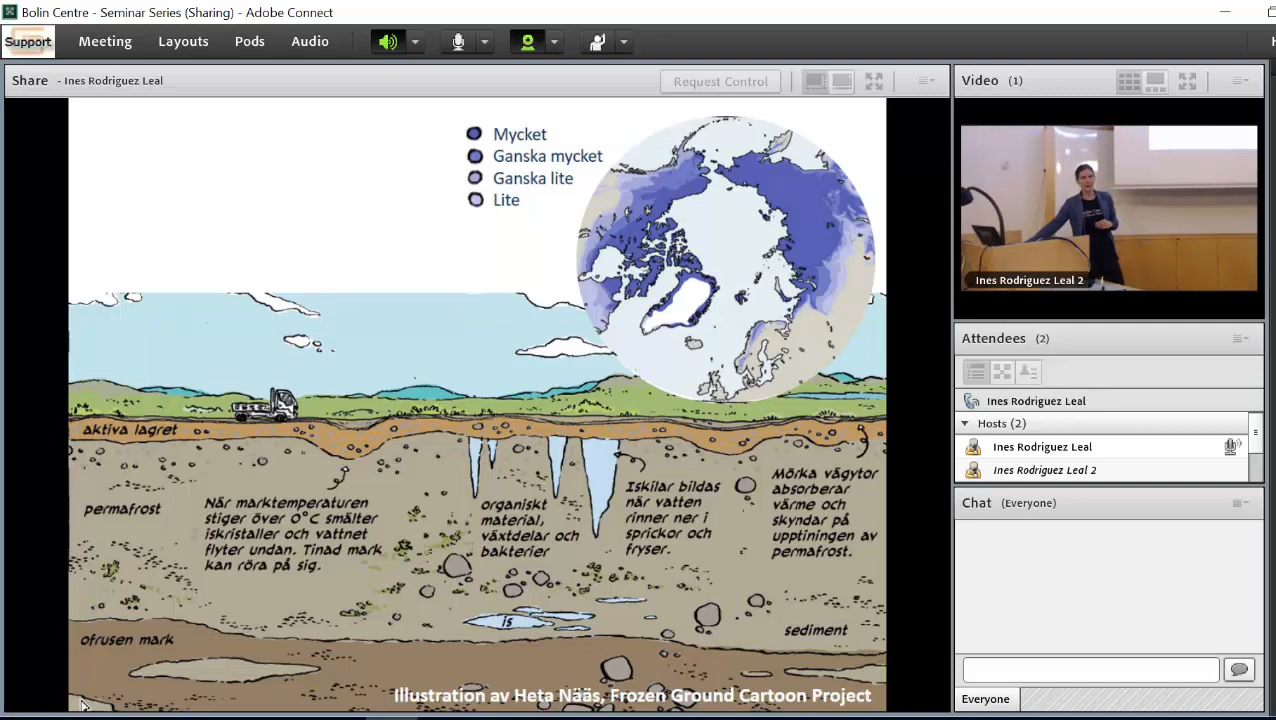 Bolin Centre - Seminar Series (Sharing) - Adobe Connect
Support
Meeting
Layouts
Pods
Audio
Share - Ines Rodriguez Leal
Request Control
Video (1)
Mycket
Ganska mycket
Ganska lite
Lite
Ines Rodriguez Leal 2
Attendees (2)
Ines Rodriguez Leal
Hosts (2)
Ines Rodriguez Leal
Ines Rodriguez Leal 2
Chat (Everyone)
Everyone
aktiva lagret
permafrost
När marktemperaturen
stiger över 0°C smälter
iskristaller och vattnet
flyter undan. Tinad mark
kan röra på sig.
organiskt
material,
växtdelar och
bakterier
Iskilar bildas
när vatten
rinner ner i
sprickor och
fryser.
Mörka vägytor
absorberar
värme och
skyndar på
upptiningen av
permafrost.
is
sediment
ofrusen mark
Illustration av Heta Nääs, Frozen Ground Cartoon Project